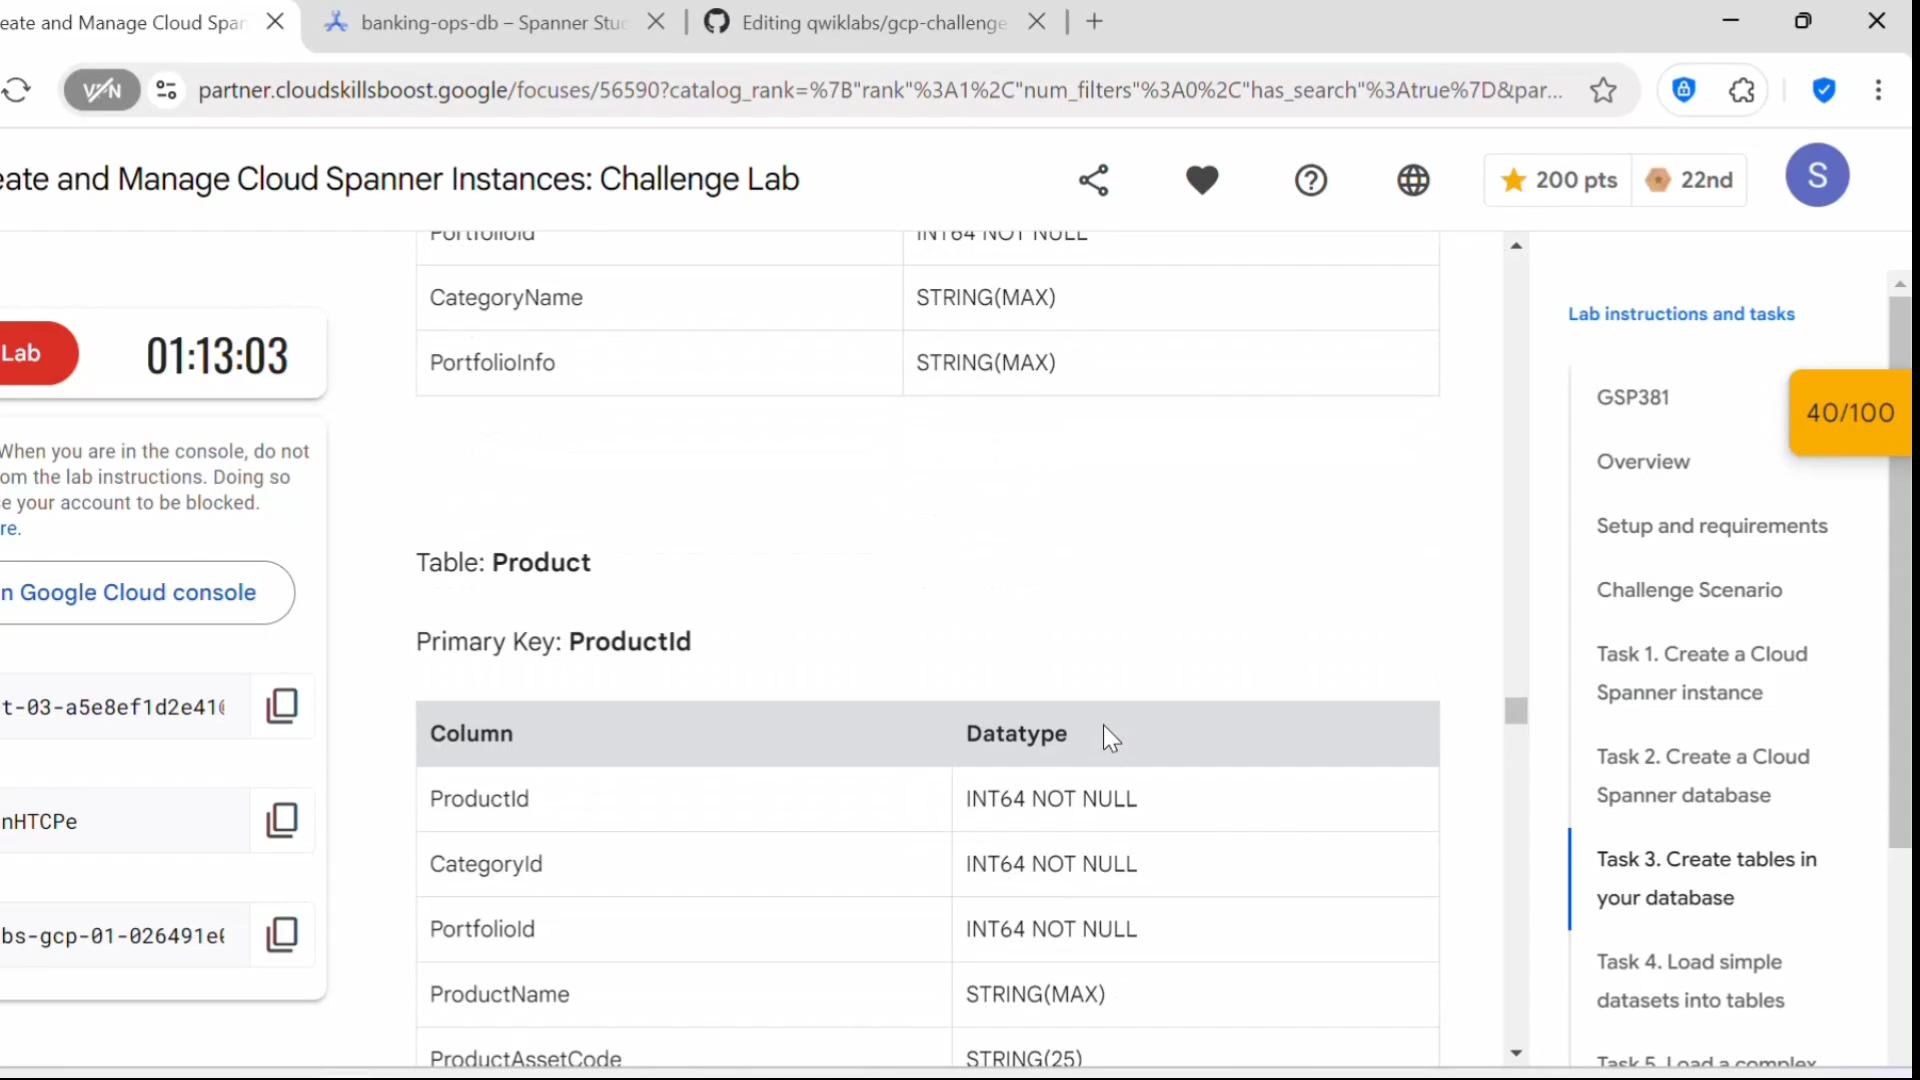 eate and Manage Cloud Span
banking-ops-db – Spanner Stud
Editing qwiklabs/gcp-challenge
partner.cloudskillsboost.google/focuses/56590?catalog_rank=%7B"rank"%3A1%2C"num_filters"%3A0%2C"has_search"%3Atrue%7D&par...
eate and Manage Cloud Spanner Instances: Challenge Lab
200 pts
22nd
S
Lab
01:13:03
When you are in the console, do not
om the lab instructions. Doing so
e your account to be blocked.
re.
n Google Cloud console
t-03-a5e8ef1d2e41
nHTCPe
bs-gcp-01-026491e
PortfolioId INT64 NOT NULL
CategoryName STRING(MAX)
PortfolioInfo STRING(MAX)
Table: Product
Primary Key: ProductId
Column Datatype
ProductId INT64 NOT NULL
CategoryId INT64 NOT NULL
PortfolioId INT64 NOT NULL
ProductName STRING(MAX)
ProductAssetCode STRING(25)
Lab instructions and tasks
GSP381
40/100
Overview
Setup and requirements
Challenge Scenario
Task 1. Create a Cloud
Spanner instance
Task 2. Create a Cloud
Spanner database
Task 3. Create tables in
your database
Task 4. Load simple
datasets into tables
Task 5. Load a complex